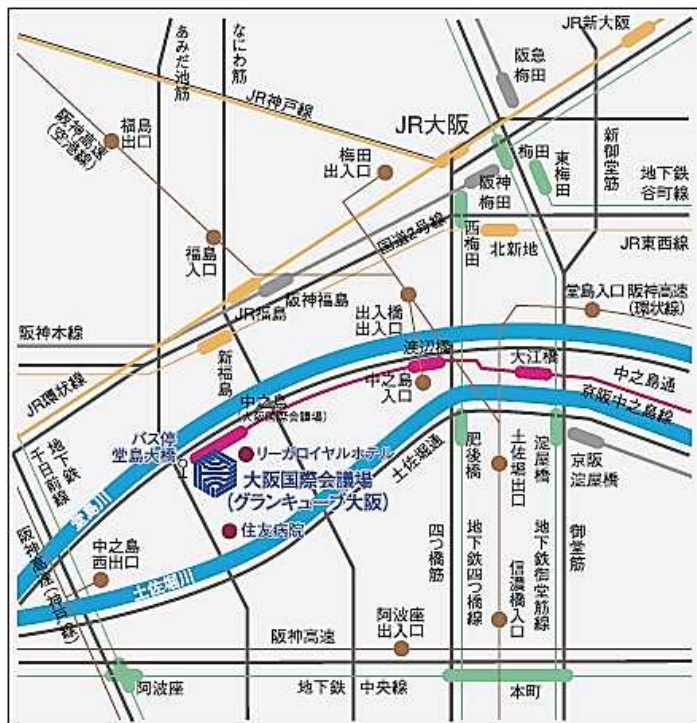 JR新大阪
あみだ池筋
なにわ筋
阪急
梅田
JR神戸線
JR大阪
新御堂筋
阪神高速
(空港線)
福島
出口
梅田
出入口
梅田
東梅田
阪神
梅田
地下鉄
谷町線
西梅田
国道2号線
北新地
JR東西線
福島
入口
阪神福島
JR福島
出入橋
出入口
堂島入口
阪神高速
(環状線)
阪神本線
新福島
渡辺橋
大江橋
中之島
入口
中之島通
京阪中之島線
JR環状線
中之島
(大阪国際会議場)
バス停
堂島大橋
リーガロイヤルホテル
大阪国際会議場
(グランキューブ大阪)
土佐堀通
地下鉄
千日前線
肥後橋
土佐堀出口
淀屋橋
京阪
淀屋橋
堂島川
住友病院
中之島
西出口
阪神高速(神戸線)
土佐堀川
四つ橋筋
地下鉄四つ橋線
信濃橋入口
地下鉄御堂筋線
御堂筋
阪神高速
阿波座
出入口
阿波座
地下鉄
中央線
本町